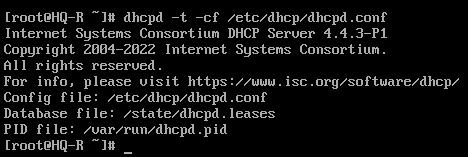 [root@HQ-R ~]# dhcpd -t -cf /etc/dhcp/dhcpd.conf
Internet Systems Consortium DHCP Server 4.4.3-P1
Copyright 2004-2022 Internet Systems Consortium.
All rights reserved.
For info, please visit https://www.isc.org/software/dhcp/
Config file: /etc/dhcp/dhcpd.conf
Database file: /state/dhcpd.leases
PID file: /var/run/dhcpd.pid
[root@HQ-R ~]# _